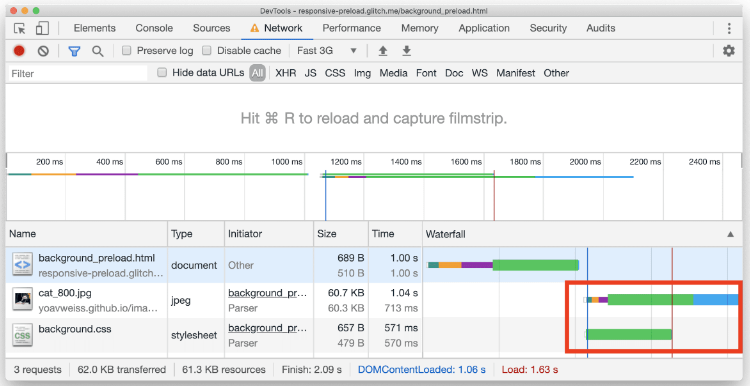 DevTools - responsive-preload.glitch.me/background_preload.html
Elements Console Sources Network Performance Memory Application Security Audits
Preserve log Disable cache Fast 3G
Filter Hide data URLs All XHR JS CSS Img Media Font Doc WS Manifest Other
Hit ⌘ R to reload and capture filmstrip.
200 ms 400 ms 600 ms 800 ms 1000 ms 1200 ms 1400 ms 1600 ms 1800 ms 2000 ms 2200 ms 2400 ms
Name Type Initiator Size Time Waterfall
background_preload.html document Other 689 B 1.00 s
responsive-preload.glitch… 510 B 1.00 s
cat_800.jpg jpeg background_pr… 60.7 KB 1.04 s
yoavweiss.github.io/ima… Parser 60.3 KB 713 ms
background.css stylesheet background_pr… 657 B 571 ms
CSS Parser 479 B 570 ms
3 requests 62.0 KB transferred 61.3 KB resources Finish: 2.09 s DOMContentLoaded: 1.06 s Load: 1.63 s